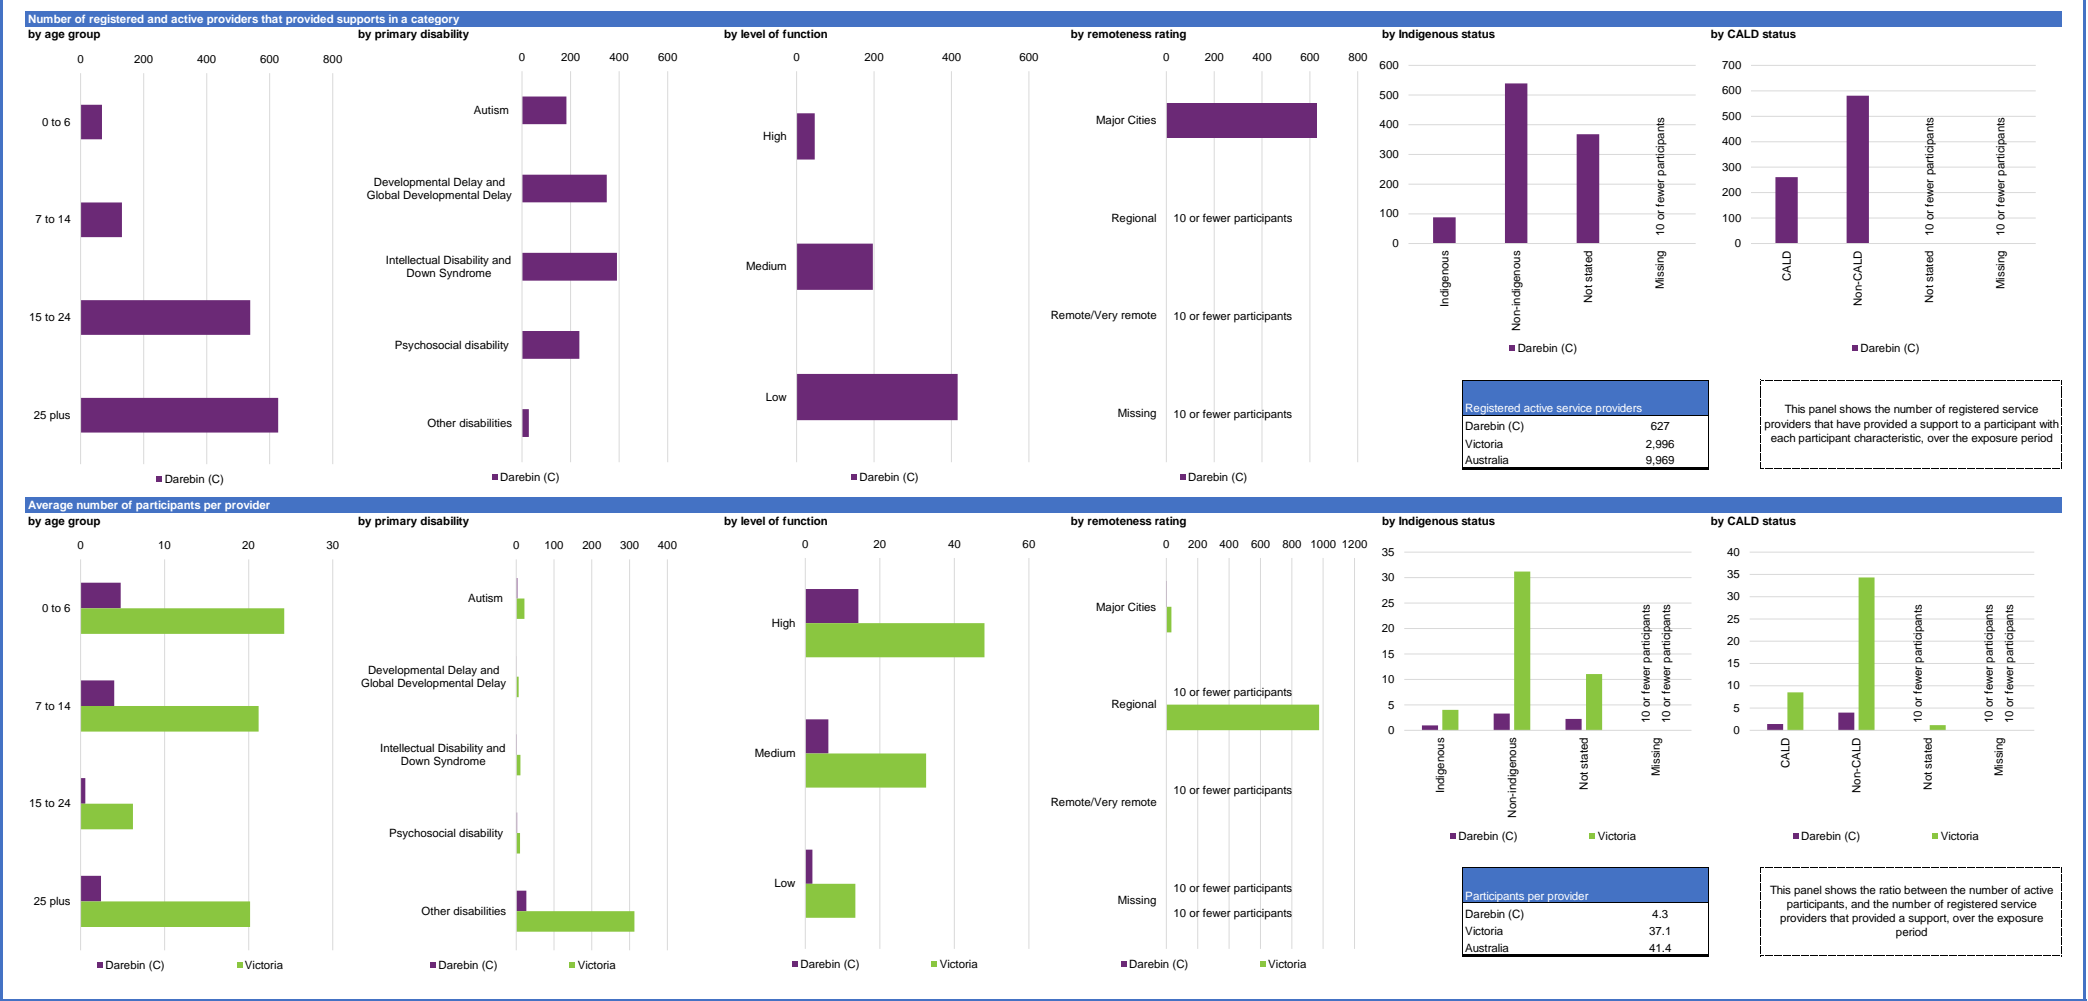 Number of registered and active providers that provided supports in a category
by age group
0 200 400 600 800
0 to 6
7 to 14
15 to 24
25 plus
Darebin (C)
by primary disability
0 200 400 600
Autism
Developmental Delay and
Global Developmental Delay
Intellectual Disability and
Down Syndrome
Psychosocial disability
Other disabilities
Darebin (C)
by level of function
0 200 400 600
High
Medium
Low
Darebin (C)
by remoteness rating
0 200 400 600 800
Major Cities
Regional 10 or fewer participants
Remote/Very remote 10 or fewer participants
Missing 10 or fewer participants
Darebin (C)
by Indigenous status
600
500
400
300
200
100
0
10 or fewer participants
Indigenous
Non-indigenous
Not stated
Missing
Darebin (C)
by CALD status
700
600
500
400
300
200
100
0
10 or fewer participants
10 or fewer participants
CALD
Non-CALD
Not stated
Missing
Darebin (C)
Registered active service providers
Darebin (C) 627
Victoria 2,996
Australia 9,969
This panel shows the number of registered service
providers that have provided a support to a participant with
each participant characteristic, over the exposure period
Average number of participants per provider
by age group
0 10 20 30
0 to 6
7 to 14
15 to 24
25 plus
Darebin (C) Victoria
by primary disability
0 100 200 300 400
Autism
Developmental Delay and
Global Developmental Delay
Intellectual Disability and
Down Syndrome
Psychosocial disability
Other disabilities
Darebin (C) Victoria
by level of function
0 20 40 60
High
Medium
Low
Darebin (C) Victoria
by remoteness rating
0 200 400 600 800 1000 1200
Major Cities
10 or fewer participants
Regional
10 or fewer participants
Remote/Very remote
10 or fewer participants
Missing
10 or fewer participants
Darebin (C) Victoria
by Indigenous status
35
30
25
20
15
10
5
0
10 or fewer participants
10 or fewer participants
Indigenous
Non-indigenous
Not stated
Missing
Darebin (C) Victoria
by CALD status
40
35
30
25
20
15
10
5
0
10 or fewer participants
10 or fewer participants
10 or fewer participants
CALD
Non-CALD
Not stated
Missing
Darebin (C) Victoria
Participants per provider
Darebin (C) 4.3
Victoria 37.1
Australia 41.4
This panel shows the ratio between the number of active
participants, and the number of registered service
providers that provided a support, over the exposure
period